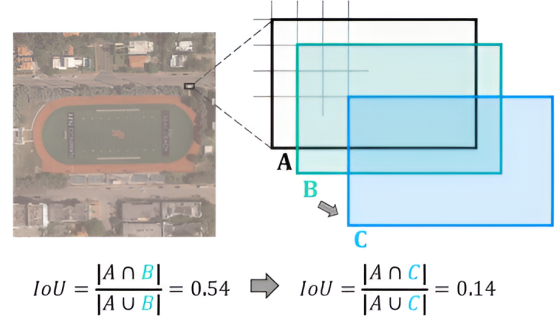 A
B
C
IoU = |A ∩ B| / |A ∪ B| = 0.54
IoU = |A ∩ C| / |A ∪ C| = 0.14